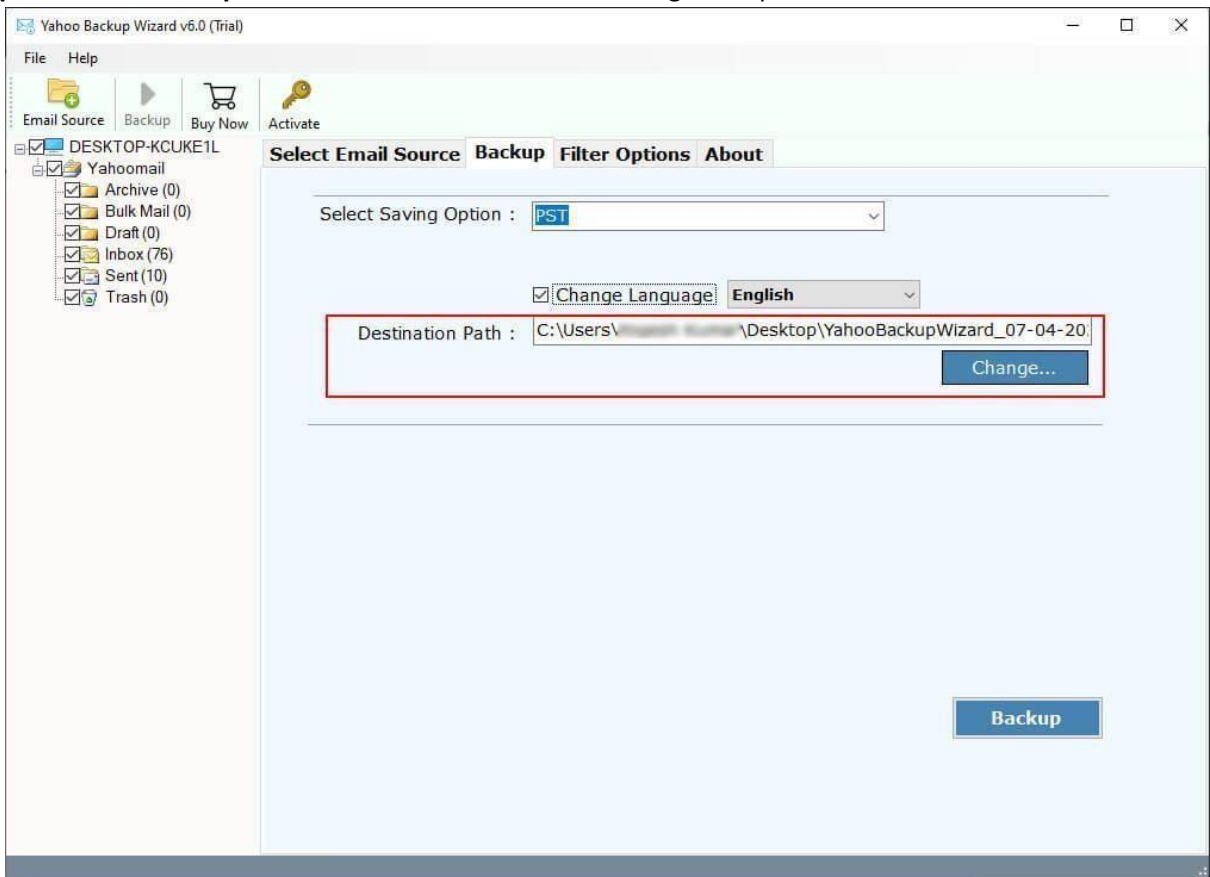 Yahoo Backup Wizard v6.0 (Trial)
File Help
Email Source Backup Buy Now Activate
DESKTOP-KCUKE1L
Yahoomail
Archive (0)
Bulk Mail (0)
Draft (0)
Inbox (76)
Sent (10)
Trash (0)
Select Email Source Backup Filter Options About
Select Saving Option : PST
Change Language English
Destination Path : C:\Users\ \Desktop\YahooBackupWizard_07-04-20
Change...
Backup